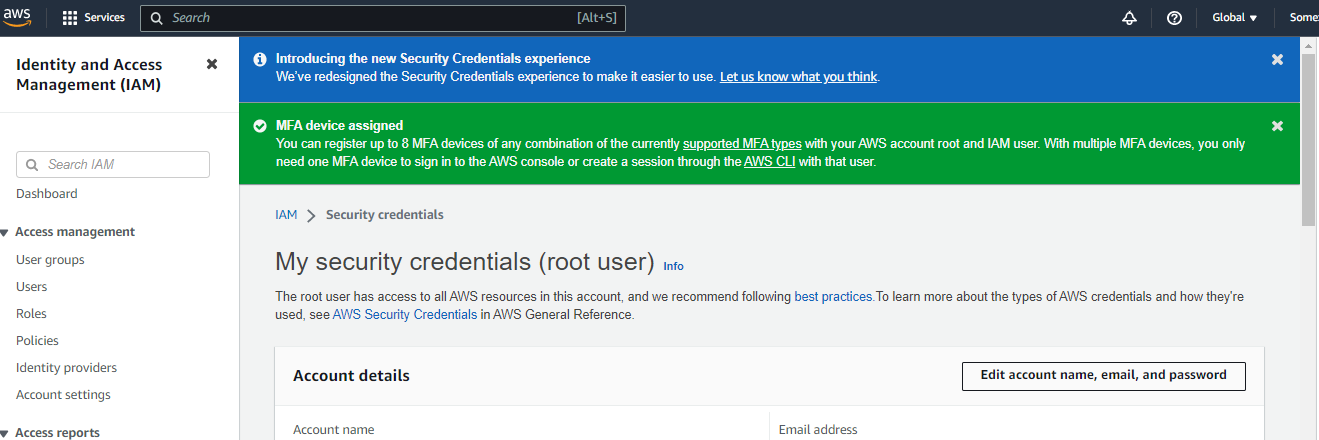 aws
Services
Search
[Alt+S]
Global
Identity and Access
Management (IAM)
Search IAM
Dashboard
Access management
User groups
Users
Roles
Policies
Identity providers
Account settings
Access reports
Introducing the new Security Credentials experience
We've redesigned the Security Credentials experience to make it easier to use. Let us know what you think.
MFA device assigned
You can register up to 8 MFA devices of any combination of the currently supported MFA types with your AWS account root and IAM user. With multiple MFA devices, you only
need one MFA device to sign in to the AWS console or create a session through the AWS CLI with that user.
IAM
Security credentials
My security credentials (root user) Info
The root user has access to all AWS resources in this account, and we recommend following best practices.To learn more about the types of AWS credentials and how they're
used, see AWS Security Credentials in AWS General Reference.
Account details
Edit account name, email, and password
Account name
Email address